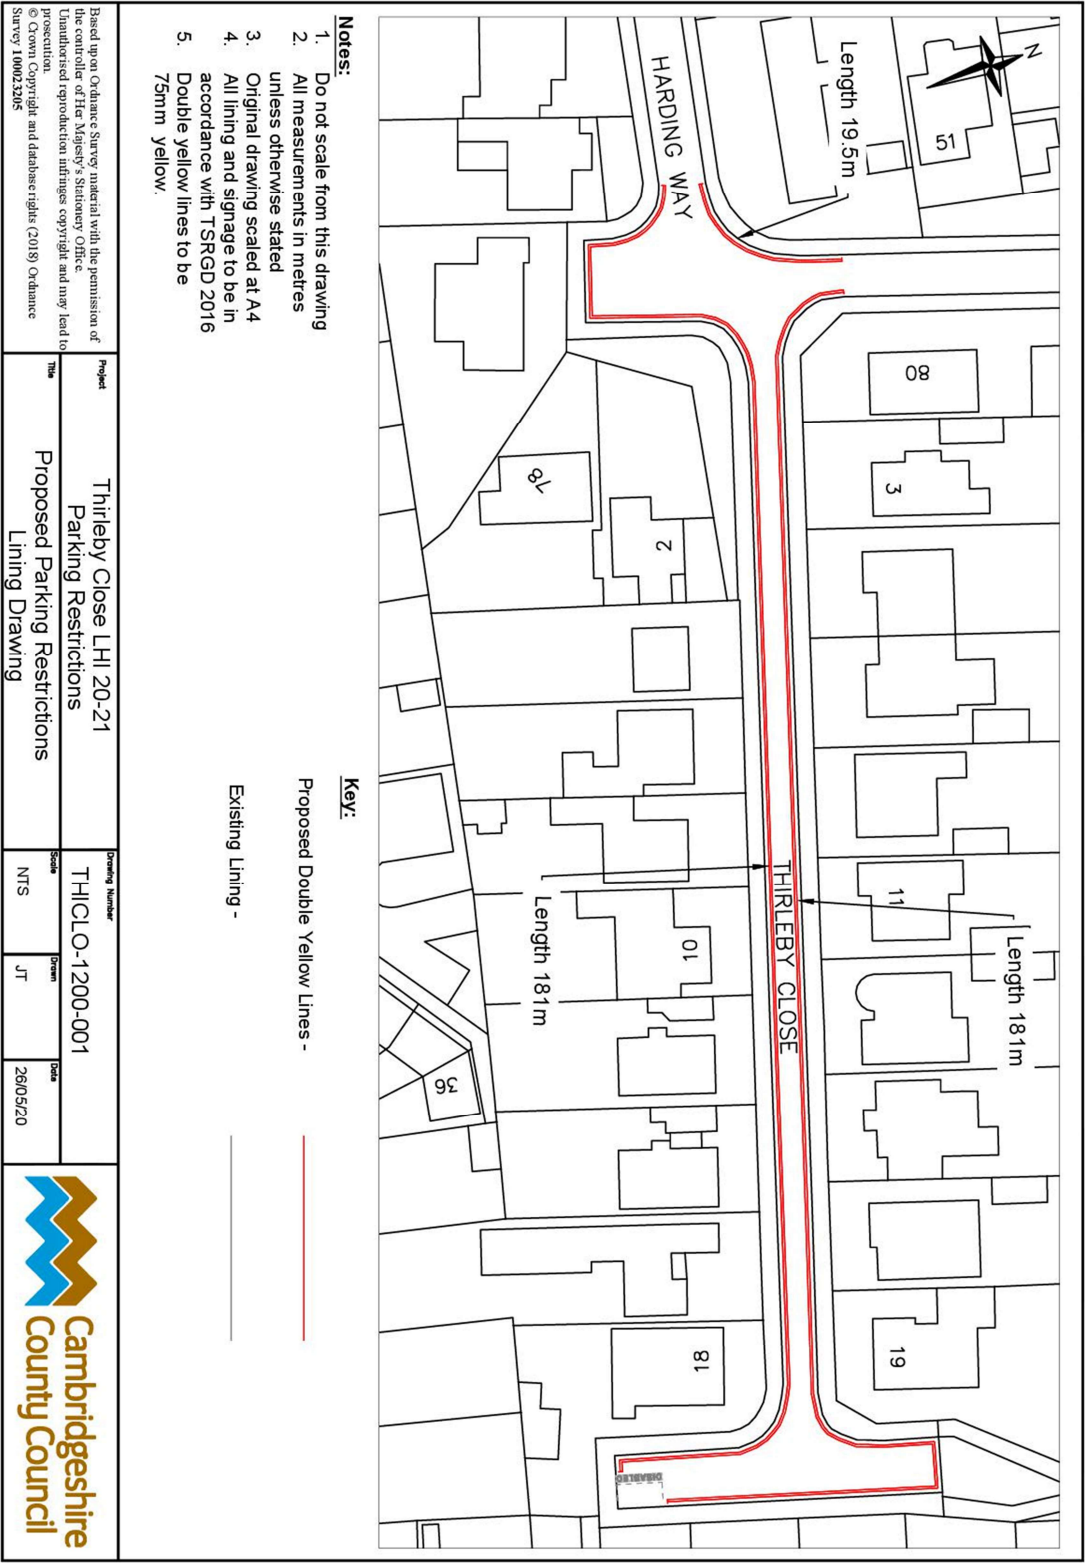 N
HARDING WAY
Length 19.5m
51
80
3
78
2
THIRLEBY CLOSE
11
10
Length 181m
Length 181m
36
19
18
DISABLED
Notes:
1. Do not scale from this drawing
2. All measurements in metres
unless otherwise stated
3. Original drawing scaled at A4
4. All lining and signage to be in
accordance with TSRGD 2016
5. Double yellow lines to be
75mm yellow.
Key:
Proposed Double Yellow Lines -
Existing Lining -
Based upon Ordnance Survey material with the permission of
the controller of Her Majesty's Stationery Office.
Unauthorised reproduction infringes copyright and may lead to
prosecution.
© Crown Copyright and database rights (2018) Ordnance
Survey 100023205
Project
Thirleby Close LHI 20-21
Parking Restrictions
Title
Proposed Parking Restrictions
Lining Drawing
Drawing Number
THICLO-1200-001
Scale
NTS
Drawn
JT
Date
26/05/20
Cambridgeshire
County Council